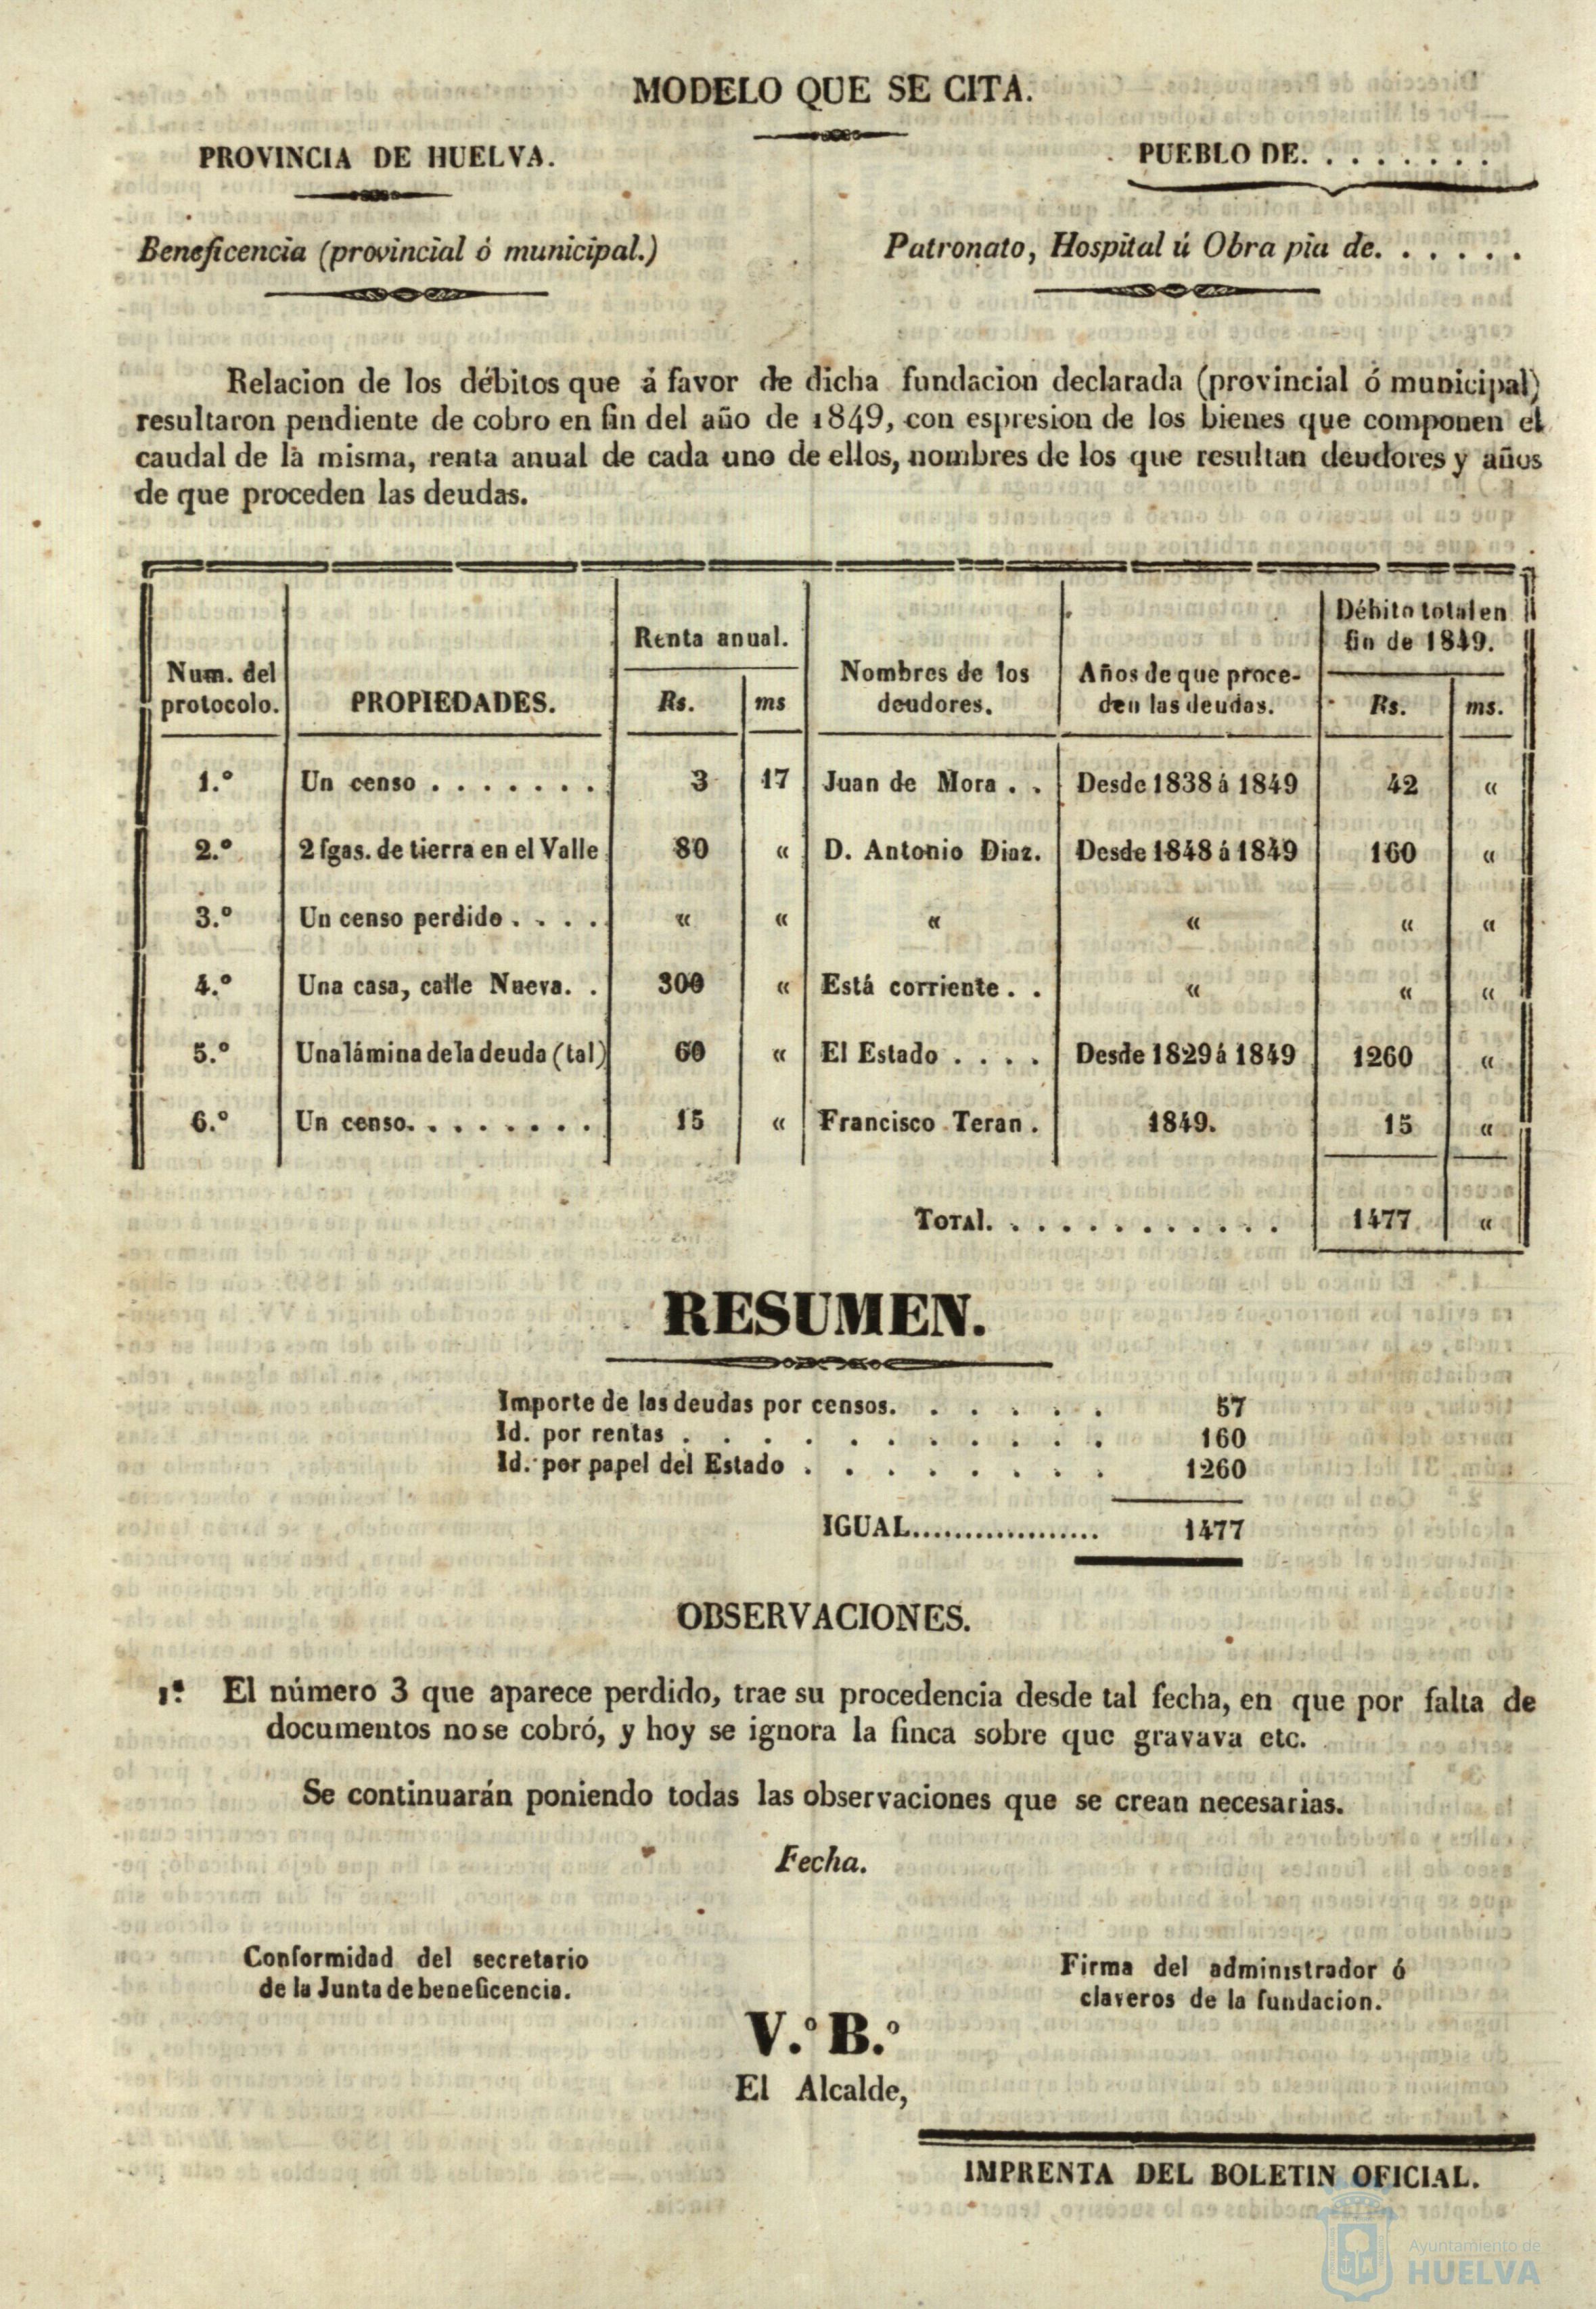 MODELO QUE SE CITA.
PROVINCIA DE HUELVA.
PUEBLO DE. . . . . . . .
Beneficencia (provincial ó municipal.)
Patronato, Hospital ú Obra pia de. . . . . .
Relacion de los débitos que á favor de dicha fundacion declarada (provincial ó municipal)
resultaron pendiente de cobro en fin del año de 1849, con espresion de los bienes que componen el
caudal de la misma, renta anual de cada uno de ellos, nombres de los que resultan deudores y años
de que proceden las deudas.
Num. del protocolo. PROPIEDADES. Renta anual. Rs. ms Nombres de los deudores. Años de que proceden las deudas. Débito total en fin de 1849. Rs. ms.
1.º Un censo . . . . . . . 3 17 Juan de Mora . . Desde 1838 á 1849 42 «
2.º 2 fgas. de tierra en el Valle 80 « D. Antonio Diaz. Desde 1848 á 1849 160 «
3.º Un censo perdido . . . . « « « « « «
4.º Una casa, calle Nueva. . 300 « Está corriente . . « « «
5.º Una lámina de la deuda (tal) 60 « El Estado . . . . Desde 1829 á 1849 1260 «
6.º Un censo. . . . . . . . 15 « Francisco Teran . 1849. 15 «
TOTAL. . . . . . . . . . . . 1477 «
RESUMEN.
Importe de las deudas por censos. . . . . . 57
Id. por rentas . . . . . . . . . . . 160
Id. por papel del Estado . . . . . . . . 1260
IGUAL.................. 1477
OBSERVACIONES.
1.ª El número 3 que aparece perdido, trae su procedencia desde tal fecha, en que por falta de
documentos no se cobró, y hoy se ignora la finca sobre que gravava etc.
Se continuarán poniendo todas las observaciones que se crean necesarias.
Fecha.
Conformidad del secretario
de la Junta de beneficencia.
Firma del administrador ó
claveros de la fundacion.
V.º B.º
El Alcalde,
IMPRENTA DEL BOLETIN OFICIAL.
Ayuntamiento de
HUELVA